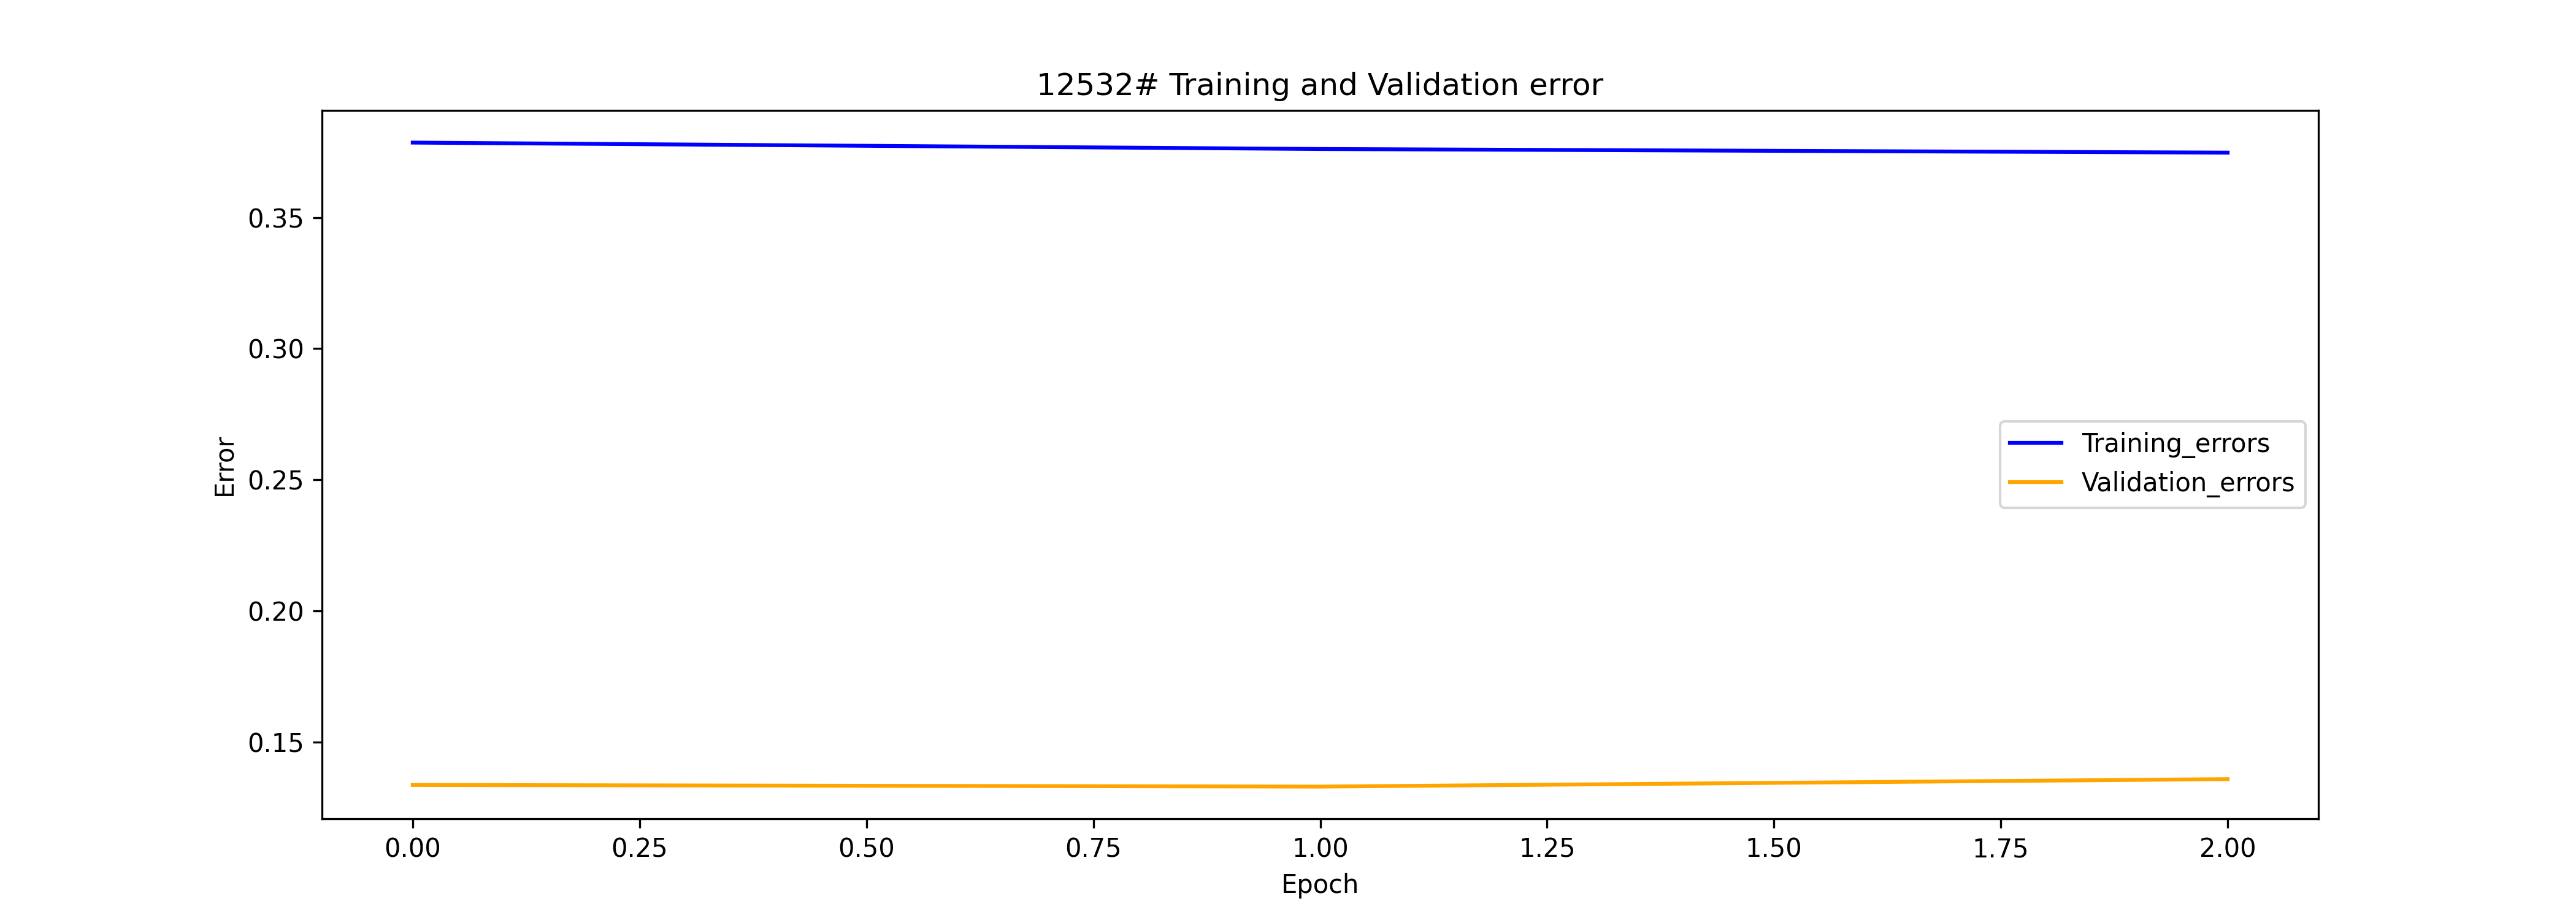 12532# Training and Validation error
0.35
0.30
0.25
0.20
0.15
Error
Training_errors
Validation_errors
0.00 0.25 0.50 0.75 1.00 1.25 1.50 1.75 2.00
Epoch